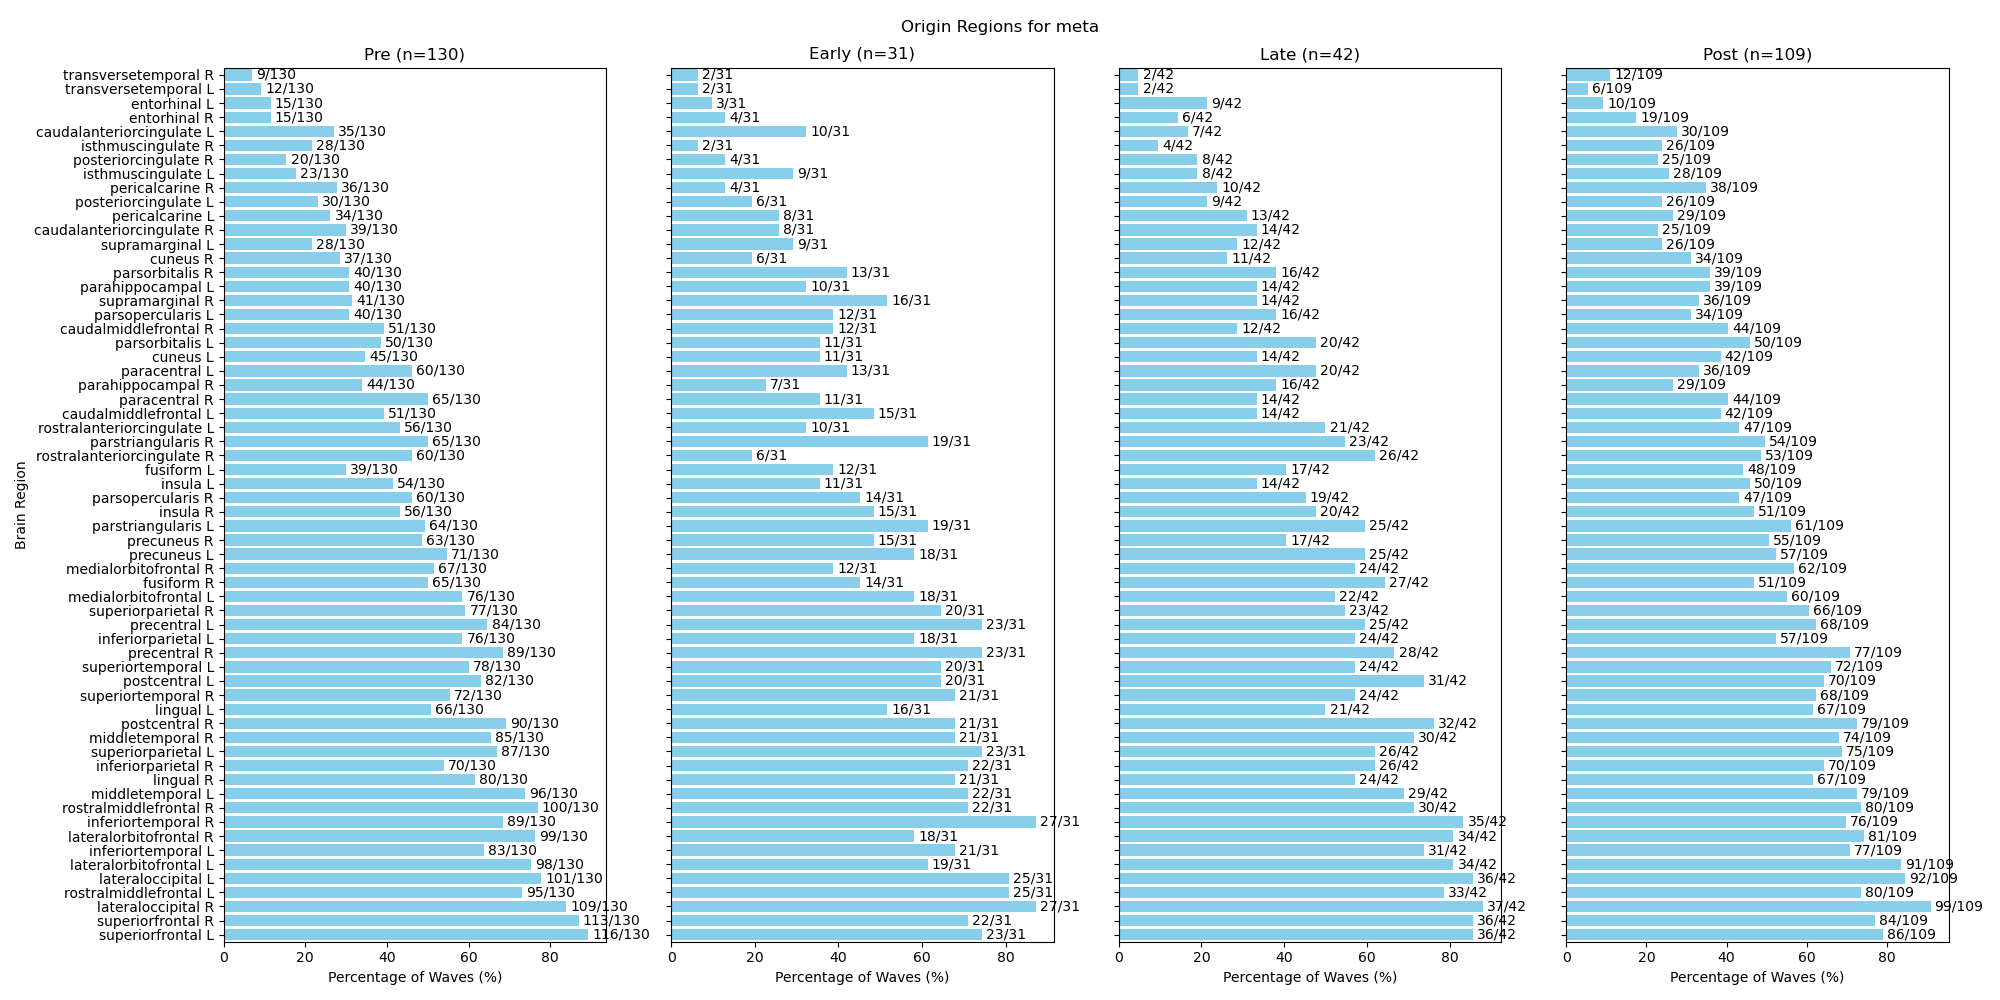 Origin Regions for meta
Pre (n=130) Early (n=31) Late (n=42) Post (n=109)
transversetemporal R 9/130 2/31 2/42 12/109
transversetemporal L 12/130 2/31 2/42 6/109
entorhinal L 15/130 3/31 9/42 10/109
entorhinal R 15/130 4/31 6/42 19/109
caudalanteriorcingulate L 35/130 10/31 7/42 30/109
isthmuscingulate R 28/130 2/31 4/42 26/109
posteriorcingulate R 20/130 4/31 8/42 25/109
isthmuscingulate L 23/130 9/31 8/42 28/109
pericalcarine R 36/130 4/31 10/42 38/109
posteriorcingulate L 30/130 6/31 9/42 26/109
pericalcarine L 34/130 8/31 13/42 29/109
caudalanteriorcingulate R 39/130 8/31 14/42 25/109
supramarginal L 28/130 9/31 12/42 26/109
cuneus R 37/130 6/31 11/42 34/109
parsorbitalis R 40/130 13/31 16/42 39/109
parahippocampal L 40/130 10/31 14/42 39/109
supramarginal R 41/130 16/31 14/42 36/109
parsopercularis L 40/130 12/31 16/42 34/109
caudalmiddlefrontal R 51/130 12/31 12/42 44/109
parsorbitalis L 50/130 11/31 20/42 50/109
cuneus L 45/130 11/31 14/42 42/109
paracentral L 60/130 13/31 20/42 36/109
parahippocampal R 44/130 7/31 16/42 29/109
paracentral R 65/130 11/31 14/42 44/109
caudalmiddlefrontal L 51/130 15/31 14/42 42/109
rostralanteriorcingulate L 56/130 10/31 21/42 47/109
parstriangularis R 65/130 19/31 23/42 54/109
rostralanteriorcingulate R 60/130 6/31 26/42 53/109
fusiform L 39/130 12/31 17/42 48/109
insula L 54/130 11/31 14/42 50/109
parsopercularis R 60/130 14/31 19/42 47/109
insula R 56/130 15/31 20/42 51/109
parstriangularis L 64/130 19/31 25/42 61/109
precuneus R 63/130 15/31 17/42 55/109
precuneus L 71/130 18/31 25/42 57/109
medialorbitofrontal R 67/130 12/31 24/42 62/109
fusiform R 65/130 14/31 27/42 51/109
medialorbitofrontal L 76/130 18/31 22/42 60/109
superiorparietal R 77/130 20/31 23/42 66/109
precentral L 84/130 23/31 25/42 68/109
inferiorparietal L 76/130 18/31 24/42 57/109
precentral R 89/130 23/31 28/42 77/109
superiortemporal L 78/130 20/31 24/42 72/109
postcentral L 82/130 20/31 31/42 70/109
superiortemporal R 72/130 21/31 24/42 68/109
lingual L 66/130 16/31 21/42 67/109
postcentral R 90/130 21/31 32/42 79/109
middletemporal R 85/130 21/31 30/42 74/109
superiorparietal L 87/130 23/31 26/42 75/109
inferiorparietal R 70/130 22/31 26/42 70/109
lingual R 80/130 21/31 24/42 67/109
middletemporal L 96/130 22/31 29/42 79/109
rostralmiddlefrontal R 100/130 22/31 30/42 80/109
inferiortemporal R 89/130 27/31 35/42 76/109
lateralorbitofrontal R 99/130 18/31 34/42 81/109
inferiortemporal L 83/130 21/31 31/42 77/109
lateralorbitofrontal L 98/130 19/31 34/42 91/109
lateraloccipital L 101/130 25/31 36/42 92/109
rostralmiddlefrontal L 95/130 25/31 33/42 80/109
lateraloccipital R 109/130 27/31 37/42 99/109
superiorfrontal R 113/130 22/31 36/42 84/109
superiorfrontal L 116/130 23/31 36/42 86/109
Brain Region
0 20 40 60 80 0 20 40 60 80 0 20 40 60 80 0 20 40 60 80
Percentage of Waves (%) Percentage of Waves (%) Percentage of Waves (%) Percentage of Waves (%)